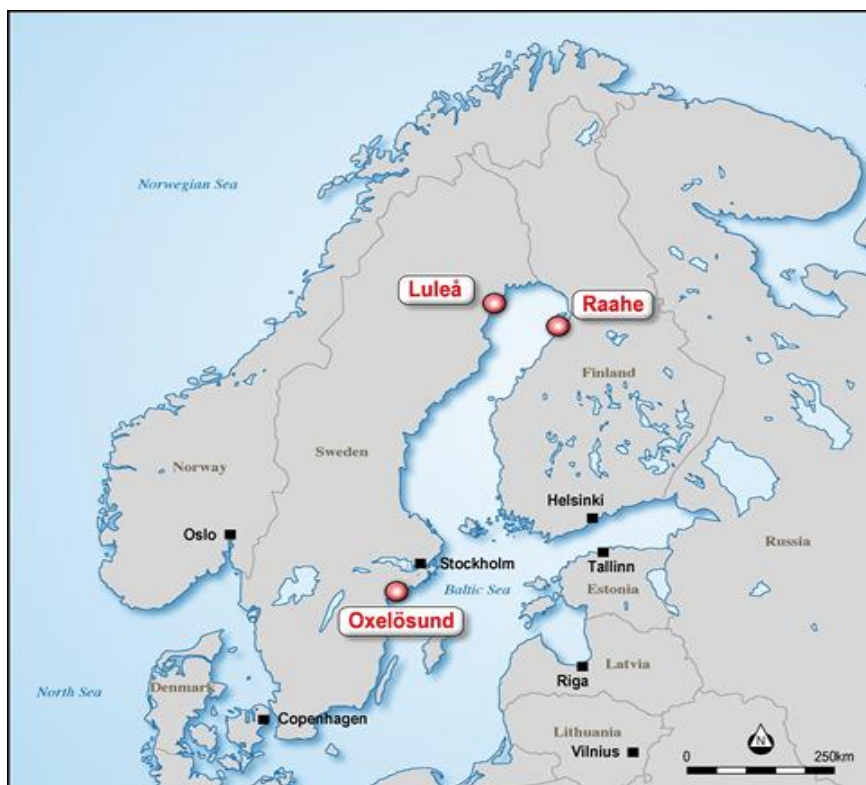 Norwegian Sea
Luleå
Raahe
Finland
Sweden
Norway
Helsinki
Oslo
Russia
Stockholm
Tallinn
Baltic Sea
Estonia
Oxelösund
Latvia
Riga
North Sea
Denmark
Copenhagen
Lithuania
Vilnius
N
0 250km